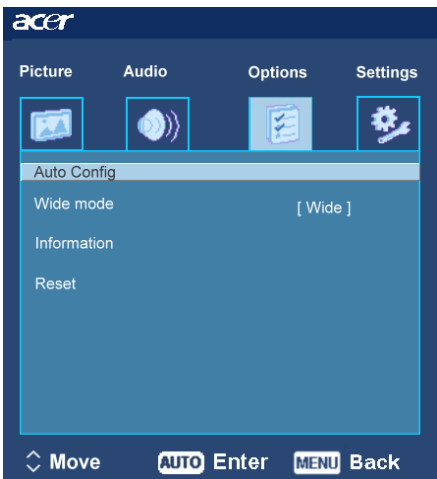 acer
Picture Audio Options Settings
Auto Config
Wide mode [ Wide ]
Information
Reset
Move AUTO Enter MENU Back